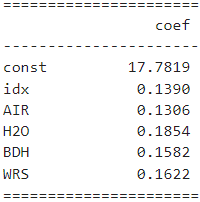 =======================
coef
-----------------------
const 17.7819
idx 0.1390
AIR 0.1306
H2O 0.1854
BDH 0.1582
WRS 0.1622
=======================